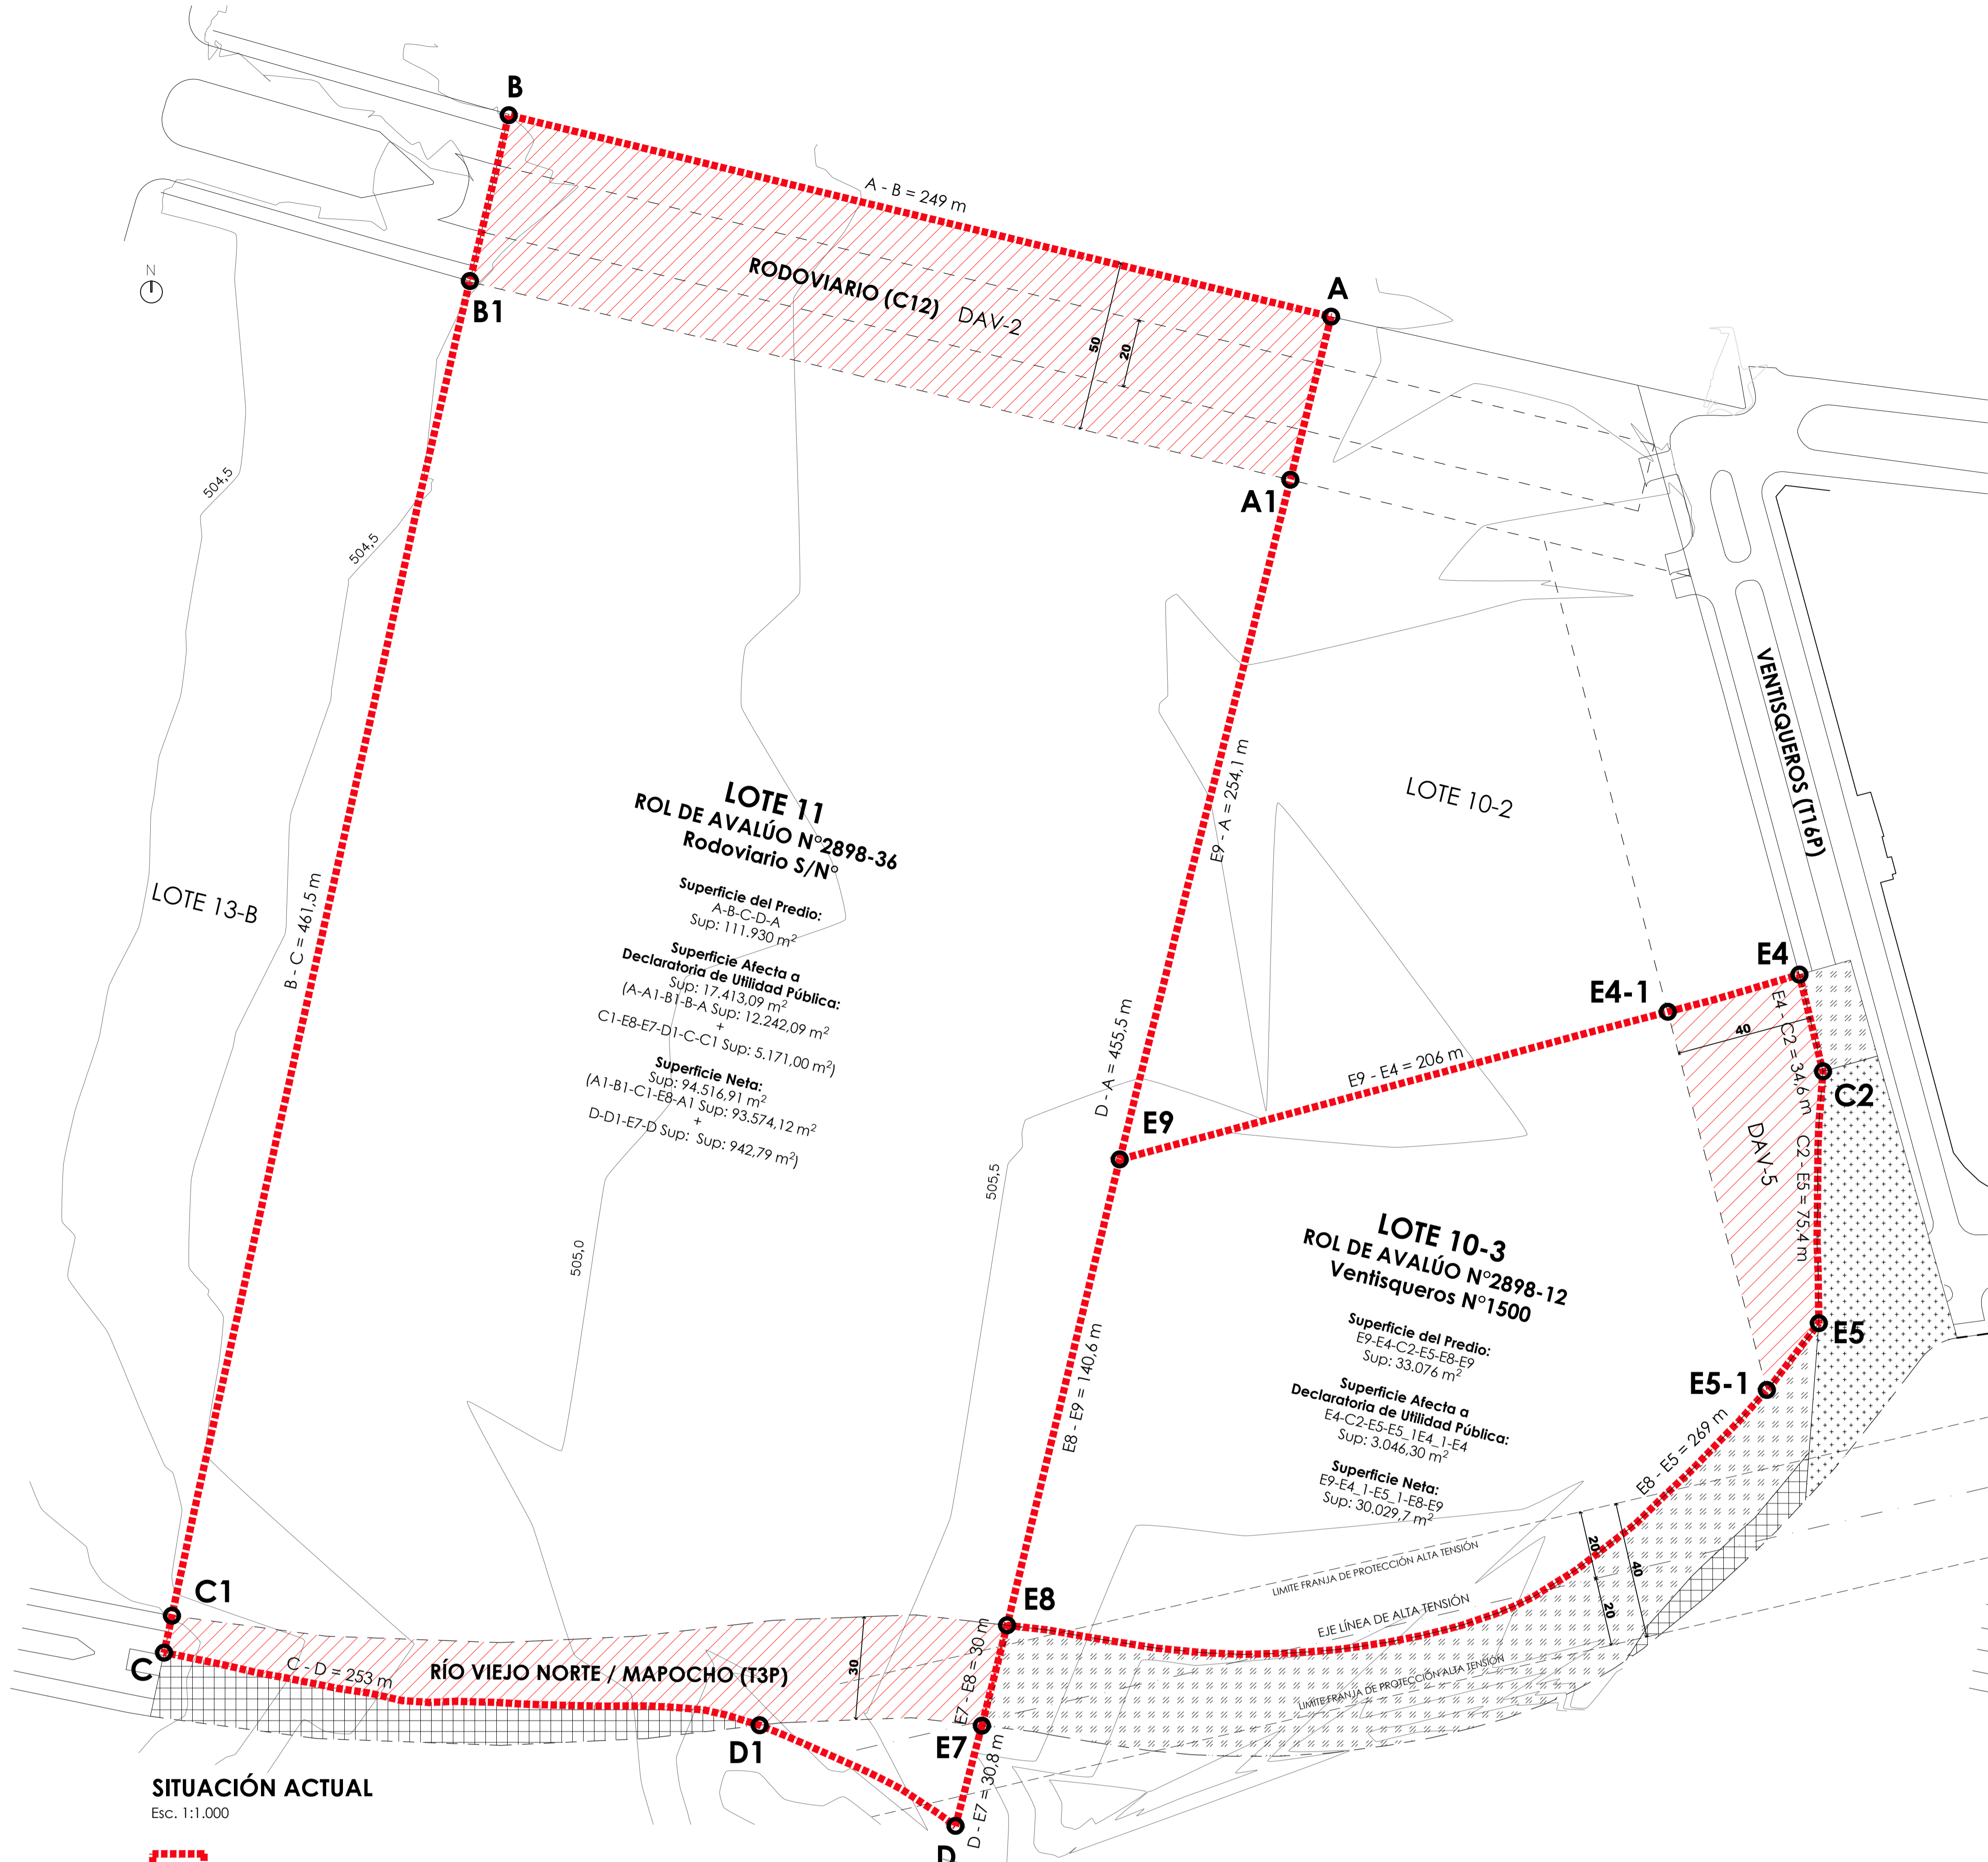 B
A - B = 249 m
N
RODOVIARIO (C12) DAV-2
A
B1
50
20
A1
504,5
504,5
VENTISQUEROS (T16P)
E9 - A = 254,1 m
LOTE 10-2
LOTE 11
ROL DE AVALÚO N°2898-36
Rodoviario S/N°
Superficie del Predio:
A-B-C-D-A
Sup: 111.930 m²
Superficie Afecta a
Declaratoria de Utilidad Pública:
Sup: 17.413,09 m²
(A-A1-B1-B-A Sup: 12.242,09 m²
+
C1-E8-E7-D1-C-C1 Sup: 5.171,00 m²)
Superficie Neta:
Sup: 94.516,91 m²
(A1-B1-C1-E8-A1 Sup: 93.574,12 m²
+
D-D1-E7-D Sup: Sup: 942,79 m²)
LOTE 13-B
B - C = 461,5 m
D - A = 455,5 m
E4
E4-1
E4 - C2 = 34,6 m
40
E9 - E4 = 206 m
C2
E9
DAV-5
C2 - E5 = 75,4 m
505,5
505,0
LOTE 10-3
ROL DE AVALÚO N°2898-12
Ventisqueros N°1500
Superficie del Predio:
E9-E4-C2-E5-E8-E9
Sup: 33.076 m²
Superficie Afecta a
Declaratoria de Utilidad Pública:
E4-C2-E5-E5_1E4_1-E4
Sup: 3.046,30 m²
Superficie Neta:
E9-E4_1-E5_1-E8-E9
Sup: 30.029,7 m²
E5
E8 - E9 = 140,6 m
E5-1
E8 - E5 = 269 m
LIMITE FRANJA DE PROTECCIÓN ALTA TENSIÓN
20
40
20
EJE LÍNEA DE ALTA TENSIÓN
LIMITE FRANJA DE PROTECCIÓN ALTA TENSIÓN
C1
E8
C
C - D = 253 m
RÍO VIEJO NORTE / MAPOCHO (T3P)
30
E7 - E8 = 30 m
D1
E7
D - E7 = 30,8 m
D
SITUACIÓN ACTUAL
Esc. 1:1.000